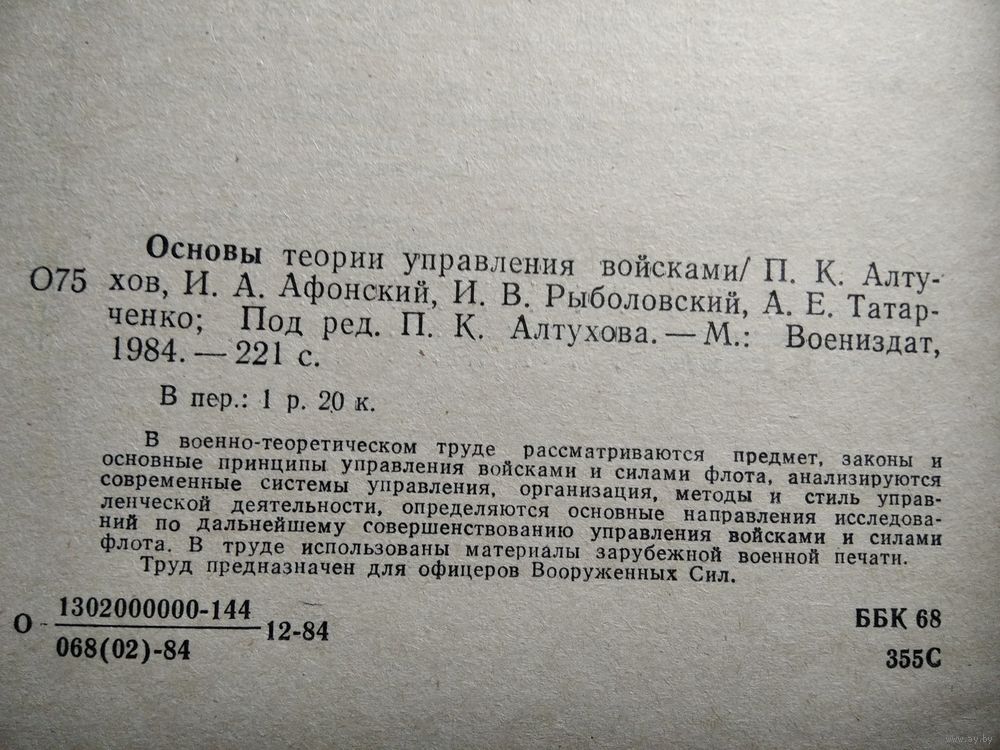 Основы теории управления войсками/ П. К. Алту-
О75 хов, И. А. Афонский, И. В. Рыболовский, А. Е. Татар-
ченко; Под ред. П. К. Алтухова. — М.: Воениздат,
1984. — 221 с.
В пер.: 1 р. 20 к.
В военно-теоретическом труде рассматриваются предмет, законы и
основные принципы управления войсками и силами флота, анализируются
современные системы управления, организация, методы и стиль управ-
ленческой деятельности, определяются основные направления исследова-
ний по дальнейшему совершенствованию управления войсками и силами
флота. В труде использованы материалы зарубежной военной печати.
Труд предназначен для офицеров Вооруженных Сил.
О 1302000000-144
068(02)-84
12-84
ББК 68
355С
www.ay.by